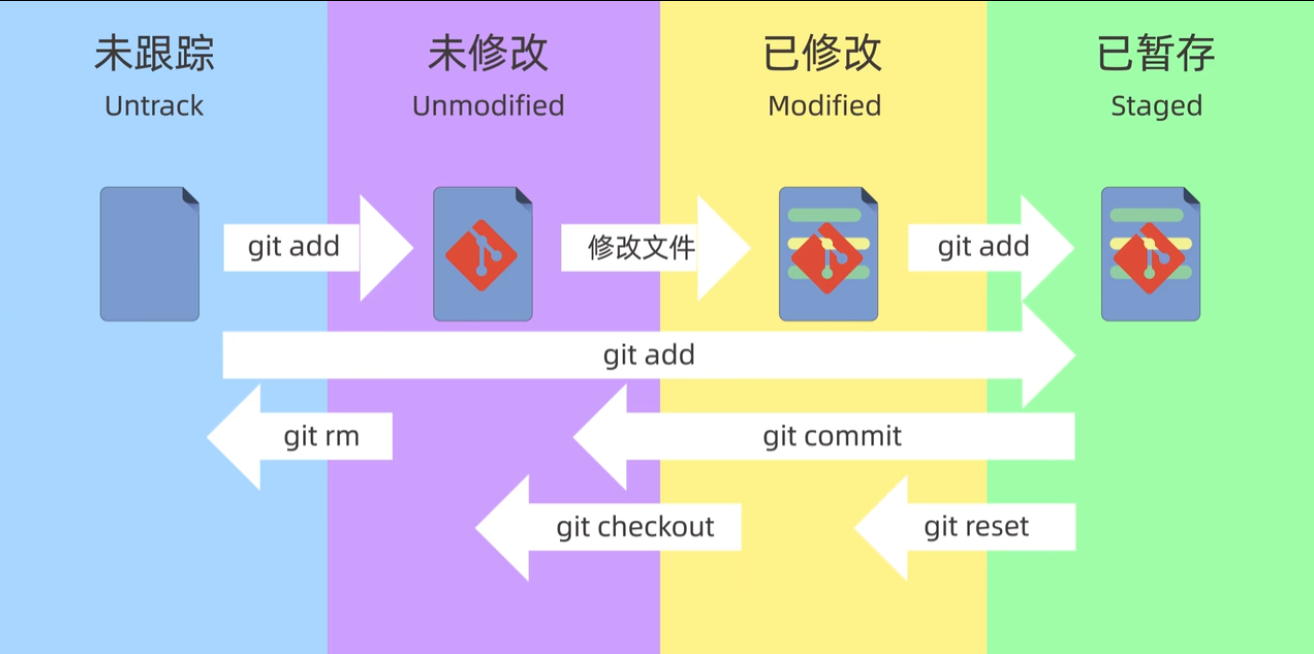 未跟踪
Untrack
未修改
Unmodified
已修改
Modified
已暂存
Staged
git add
修改文件
git add
git add
git rm
git commit
git checkout
git reset